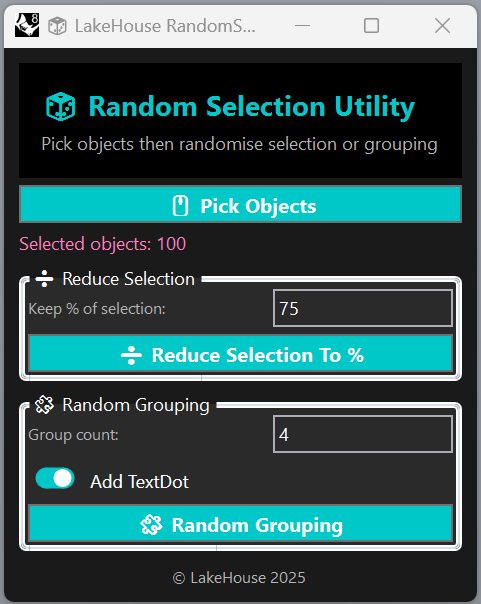 8 LakeHouse RandomS...
Random Selection Utility
Pick objects then randomise selection or grouping
Pick Objects
Selected objects: 100
Reduce Selection
Keep % of selection: 75
Reduce Selection To %
Random Grouping
Group count: 4
Add TextDot
Random Grouping
© LakeHouse 2025